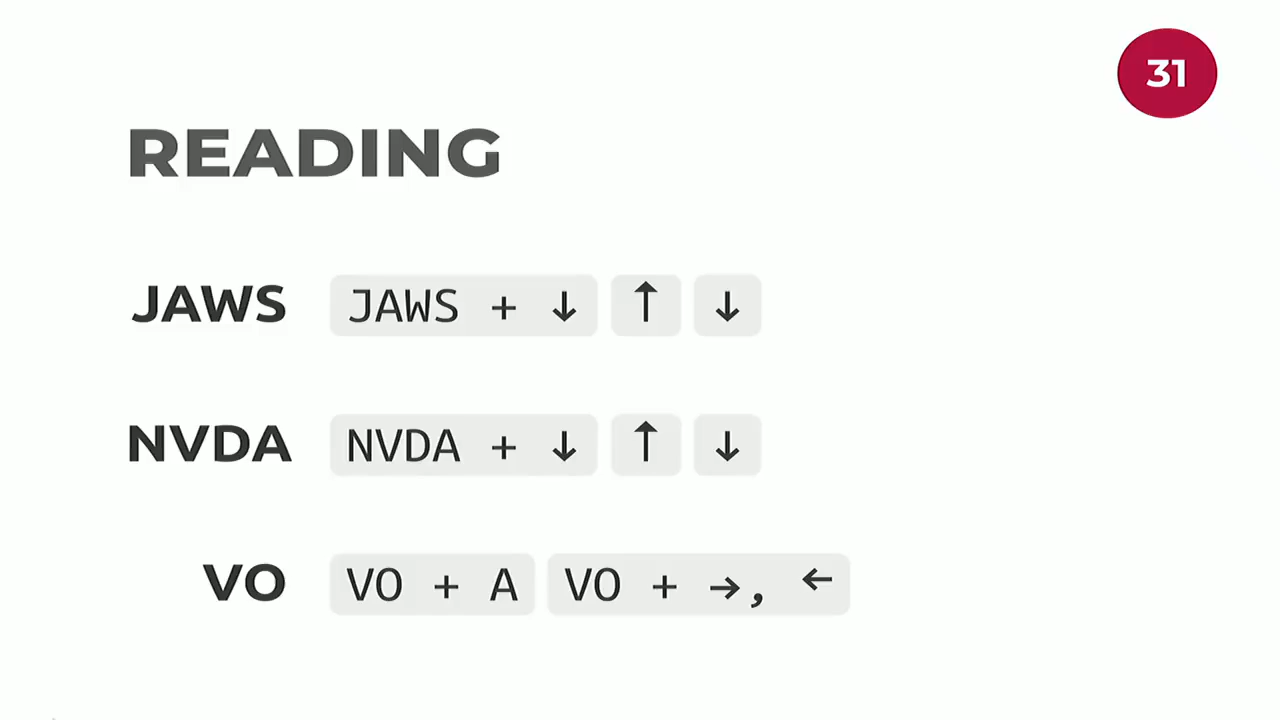 31
READING
JAWS JAWS + ↓ ↑ ↓
NVDA NVDA + ↓ ↑ ↓
VO VO + A VO + →, ←